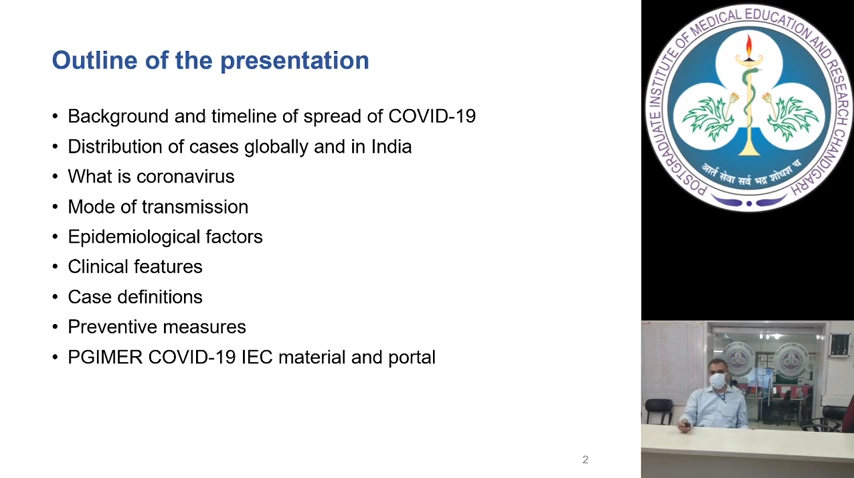 Outline of the presentation
• Background and timeline of spread of COVID-19
• Distribution of cases globally and in India
• What is coronavirus
• Mode of transmission
• Epidemiological factors
• Clinical features
• Case definitions
• Preventive measures
• PGIMER COVID-19 IEC material and portal
2
POSTGRADUATE INSTITUTE OF MEDICAL EDUCATION AND RESEARCH CHANDIGARH
आर्त सेवा सर्व भद्र शोधश्च च